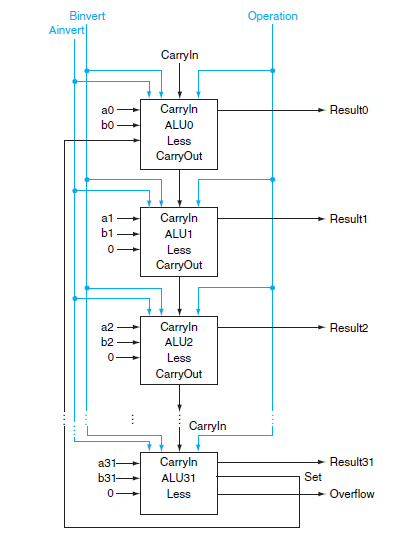 Binvert
Operation
Ainvert
CarryIn
a0
CarryIn
Result0
b0
ALU0
Less
CarryOut
a1
CarryIn
Result1
b1
ALU1
0
Less
CarryOut
a2
CarryIn
Result2
b2
ALU2
0
Less
CarryOut
CarryIn
a31
CarryIn
Result31
b31
ALU31
Set
0
Less
Overflow